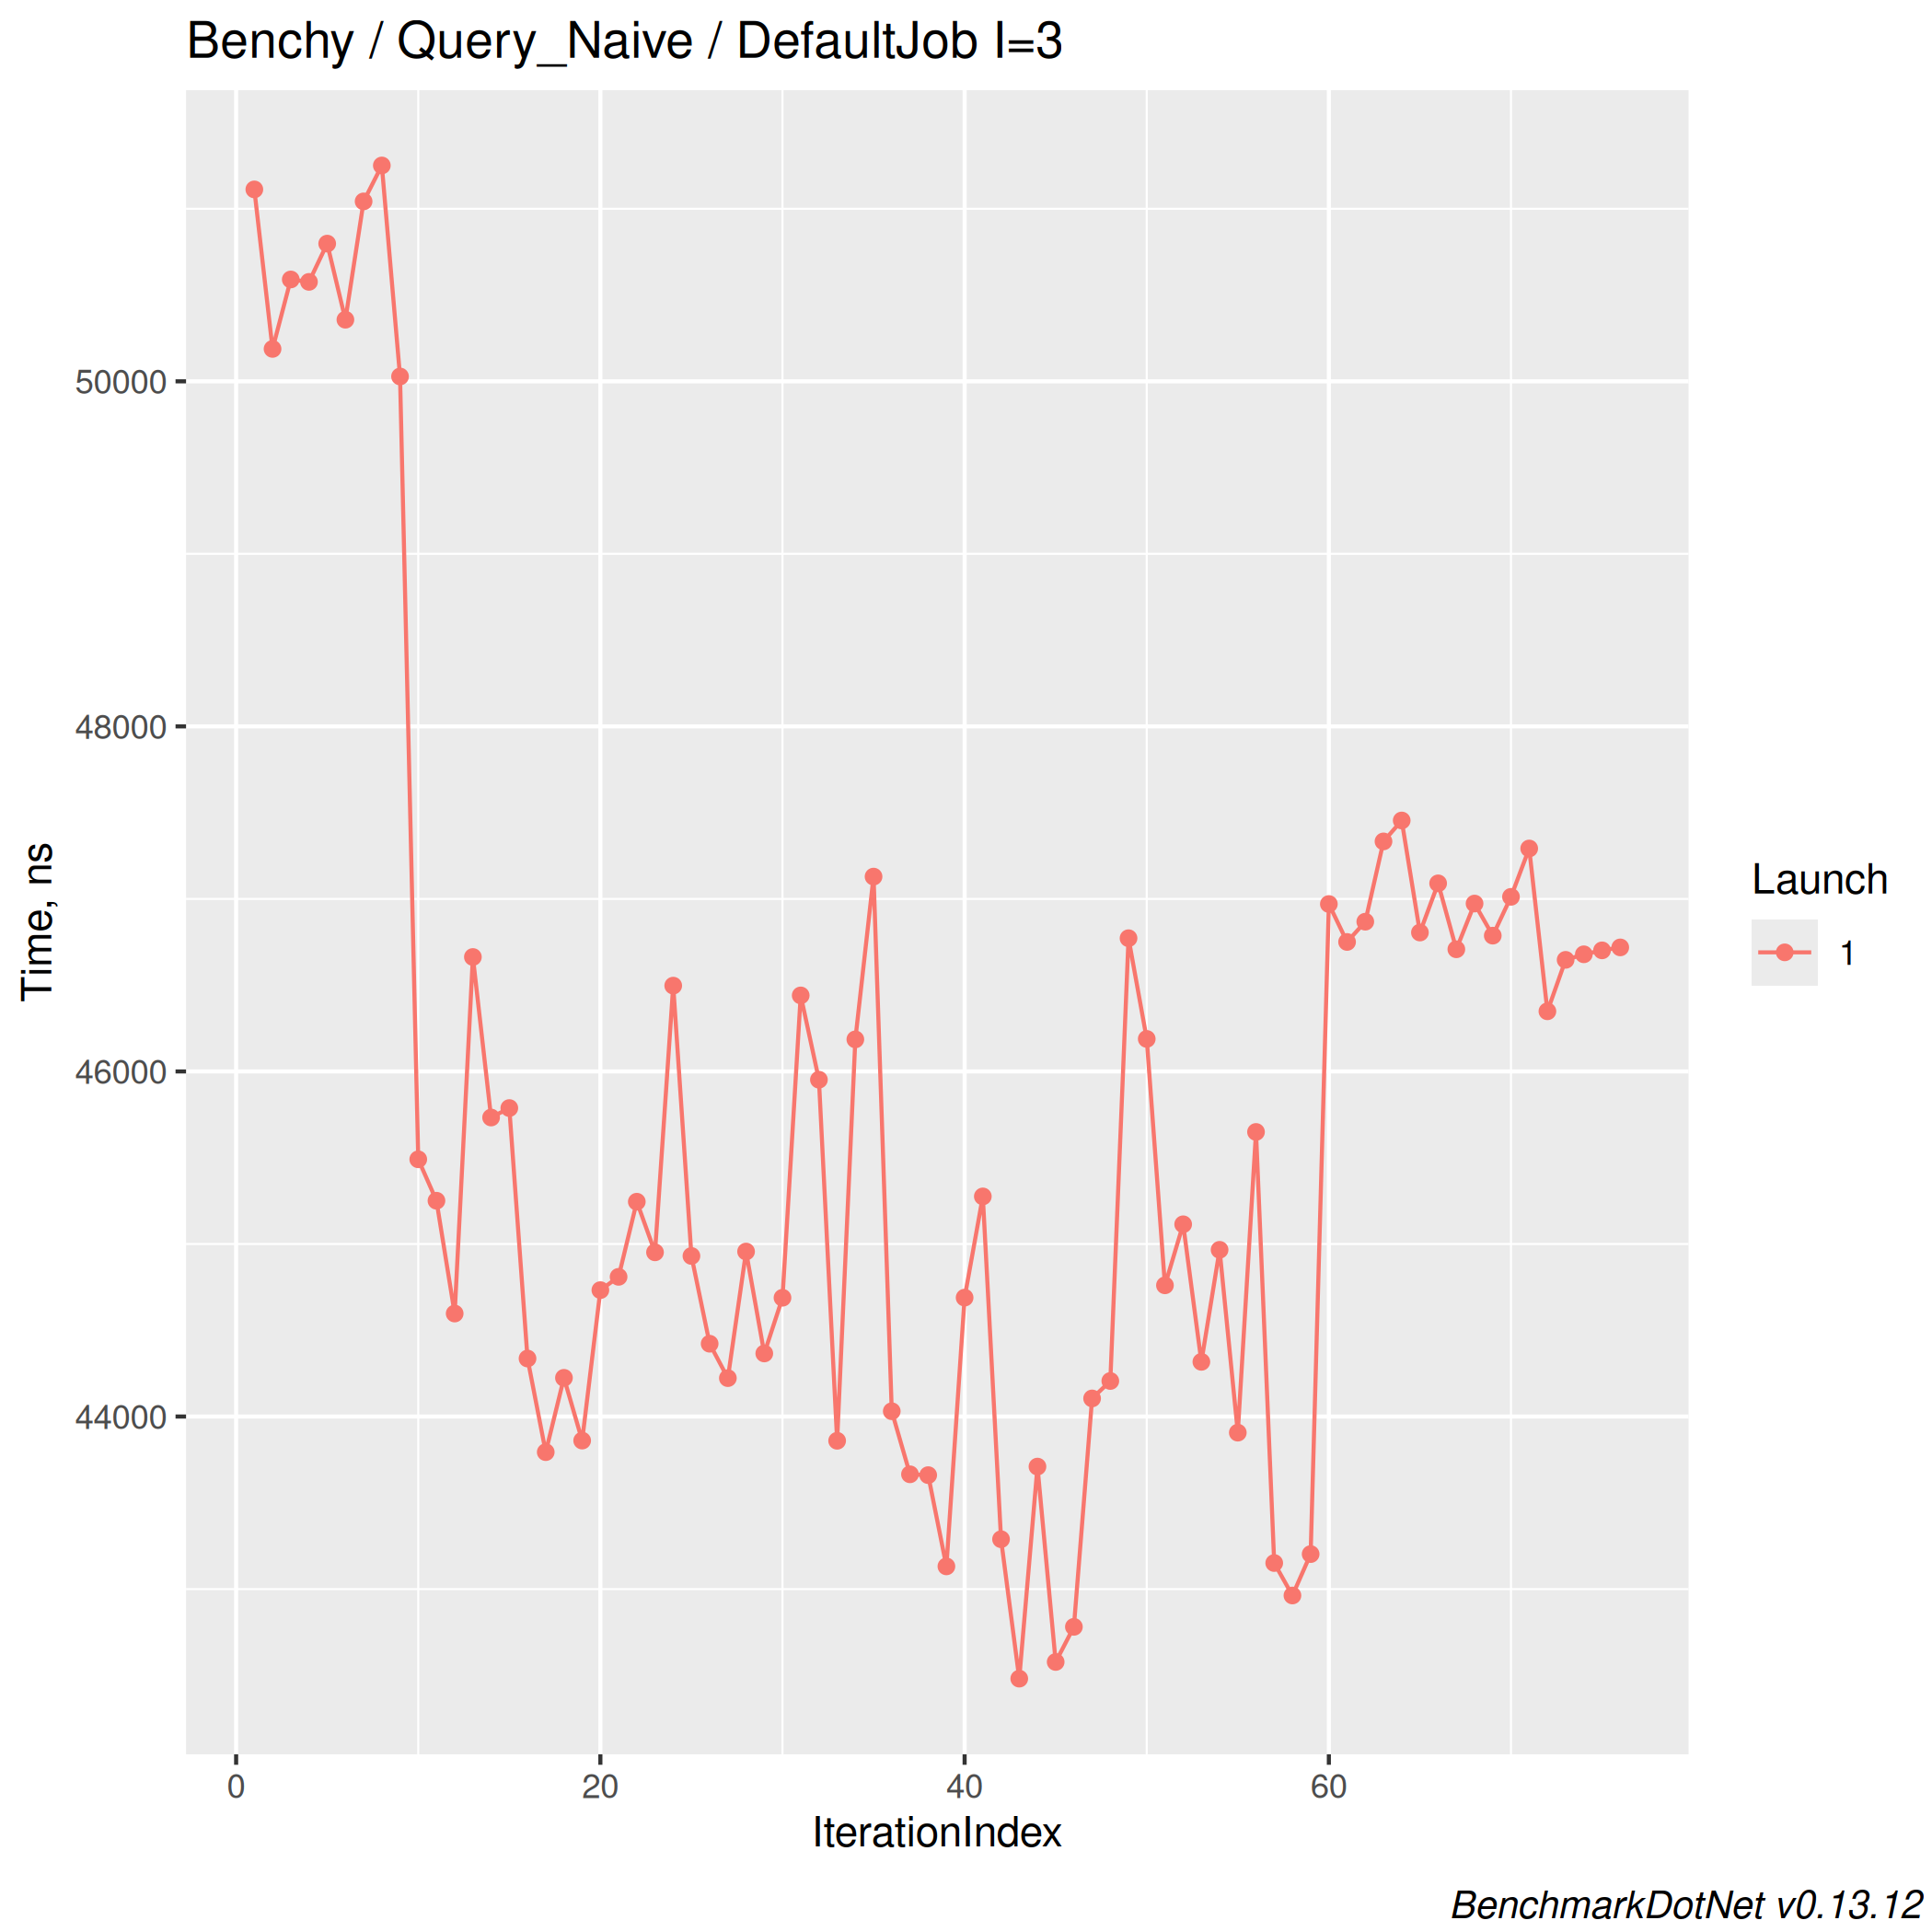 Benchy / Query_Naive / DefaultJob I=3
50000
48000
46000
44000
Time, ns
0
20
40
60
IterationIndex
Launch
1
BenchmarkDotNet v0.13.12